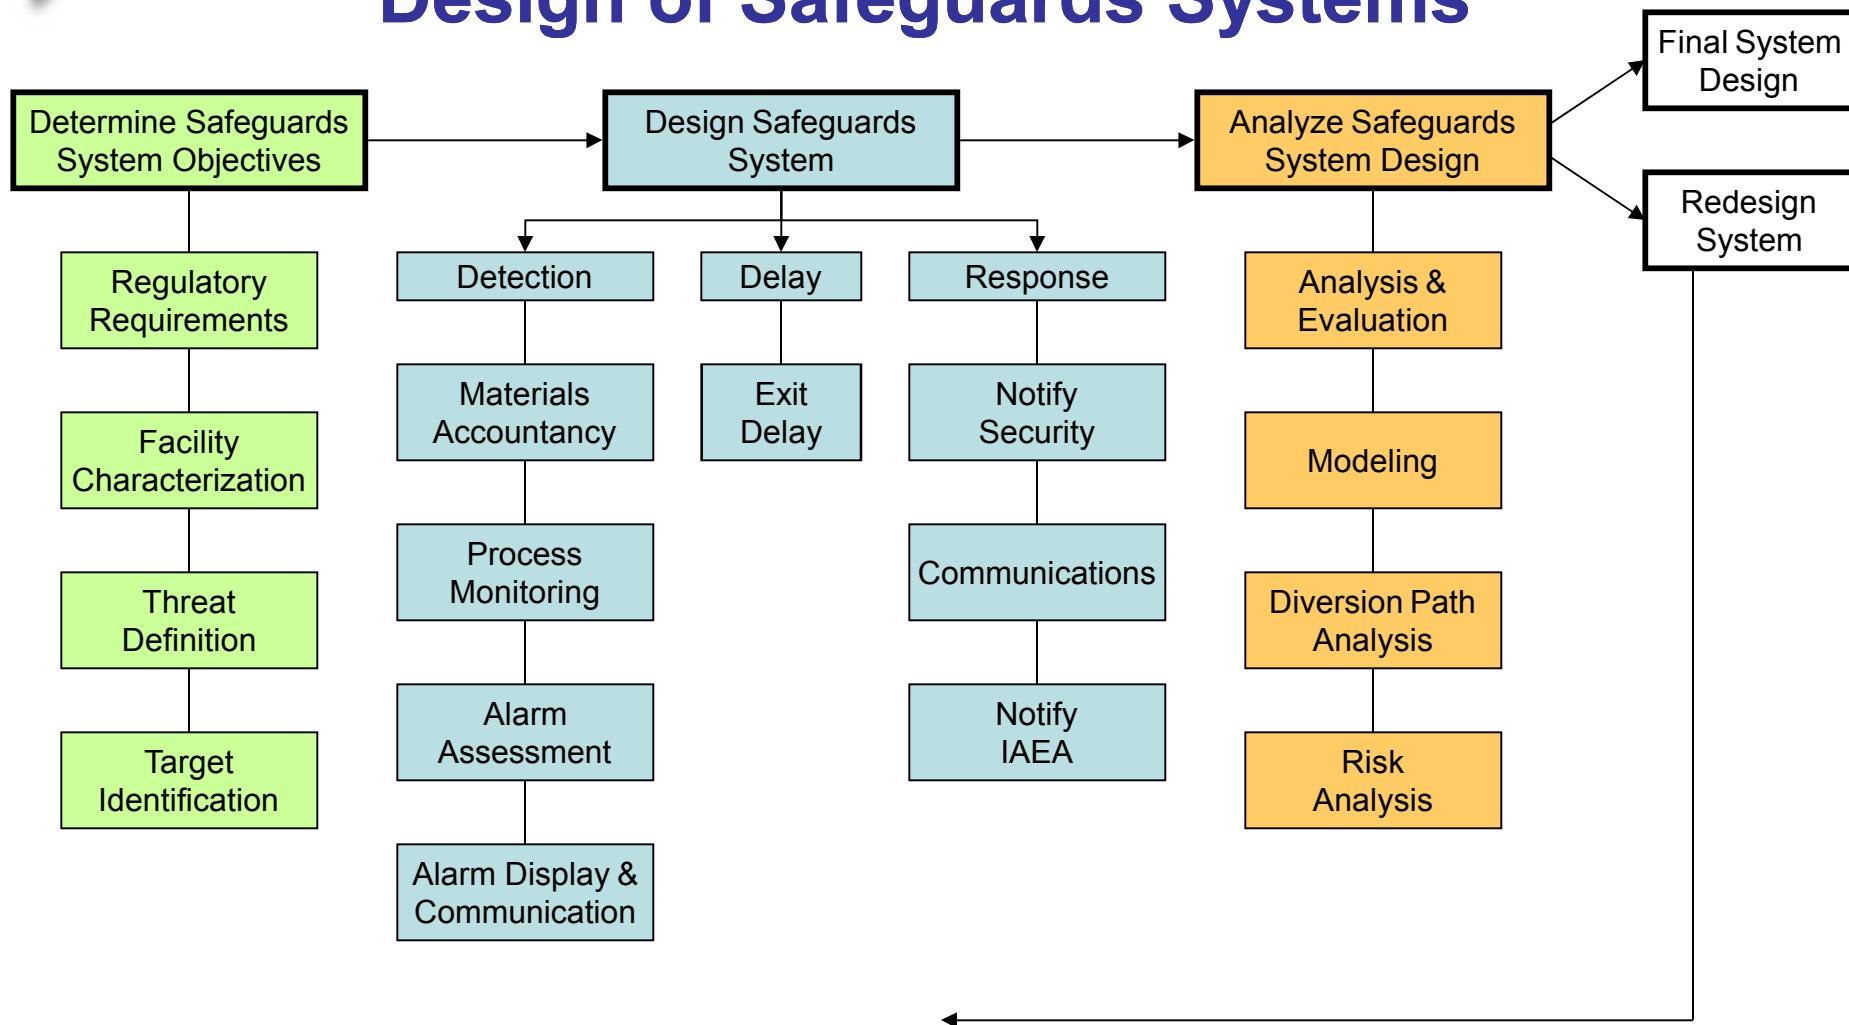 Design of Safeguards Systems
Final System
Design
Determine Safeguards
System Objectives
Design Safeguards
System
Analyze Safeguards
System Design
Redesign
System
Regulatory
Requirements
Facility
Characterization
Threat
Definition
Target
Identification
Detection
Materials
Accountancy
Process
Monitoring
Alarm
Assessment
Alarm Display &
Communication
Delay
Exit
Delay
Response
Notify
Security
Communications
Notify
IAEA
Analysis &
Evaluation
Modeling
Diversion Path
Analysis
Risk
Analysis